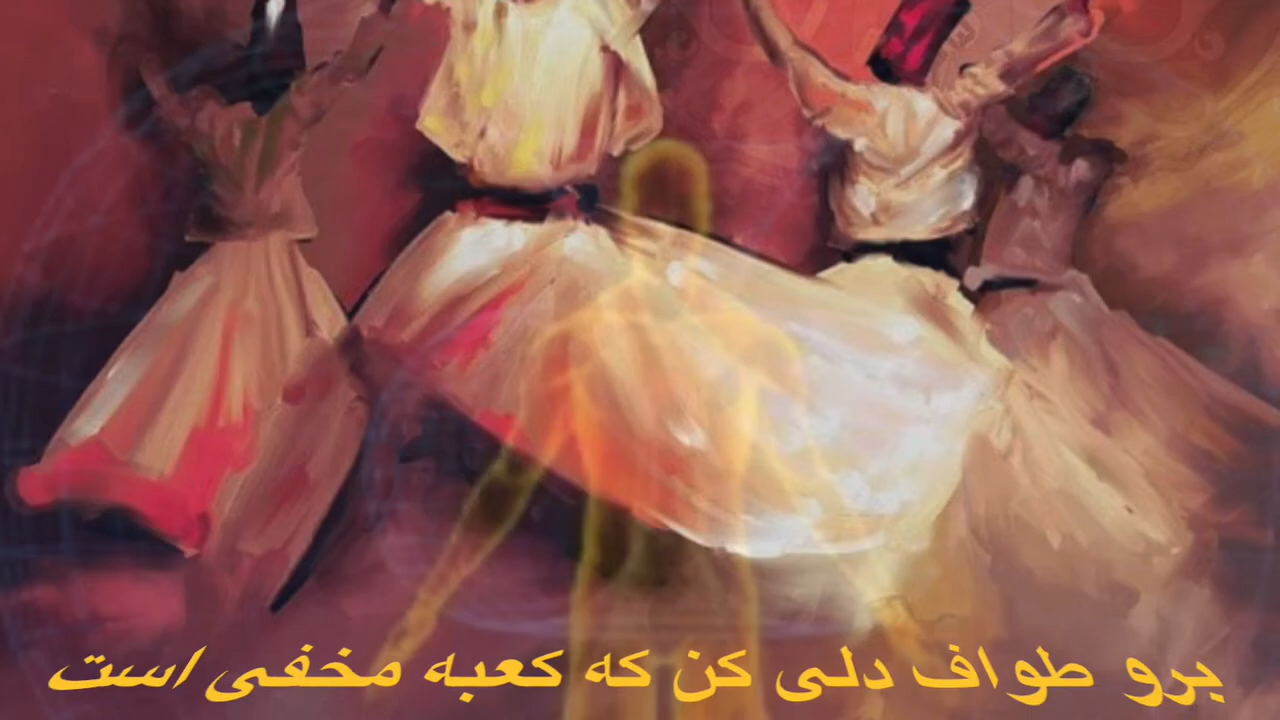 برو طواف دلی کن که کعبه مخفی است